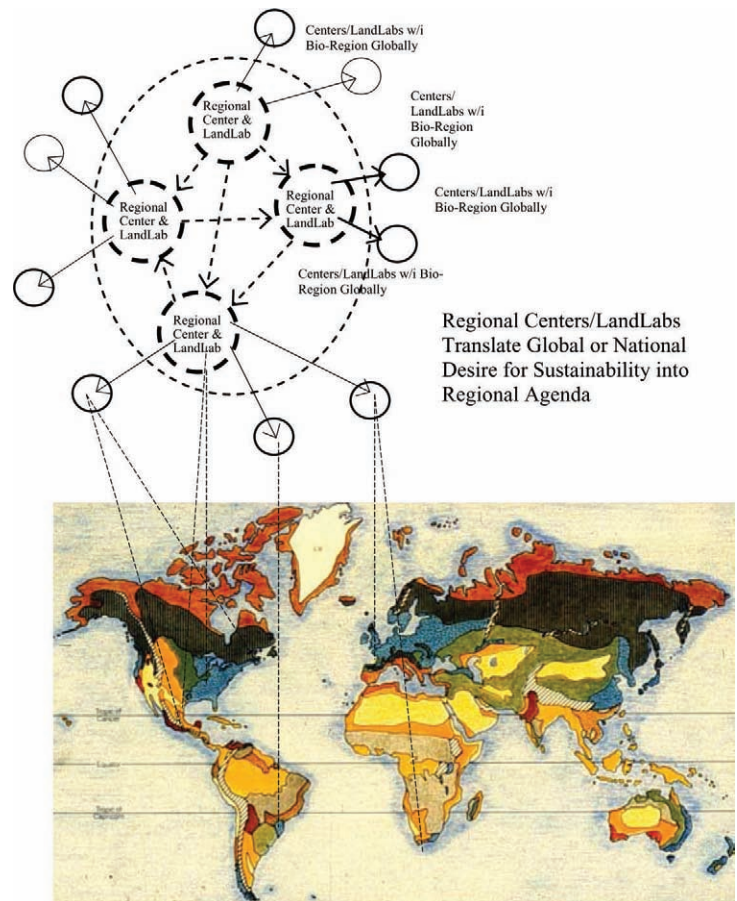 Centers/LandLabs w/i
Bio-Region Globally
Regional
Center &
LandLab
Centers/
LandLabs w/i
Bio-Region
Globally
Regional
Center &
LandLab
Regional
Center &
LandLab
Centers/LandLabs w/i
Bio-Region Globally
Centers/LandLabs w/i Bio-
Region Globally
Regional
Center &
LandLab
Regional Centers/LandLabs
Translate Global or National
Desire for Sustainability into
Regional Agenda